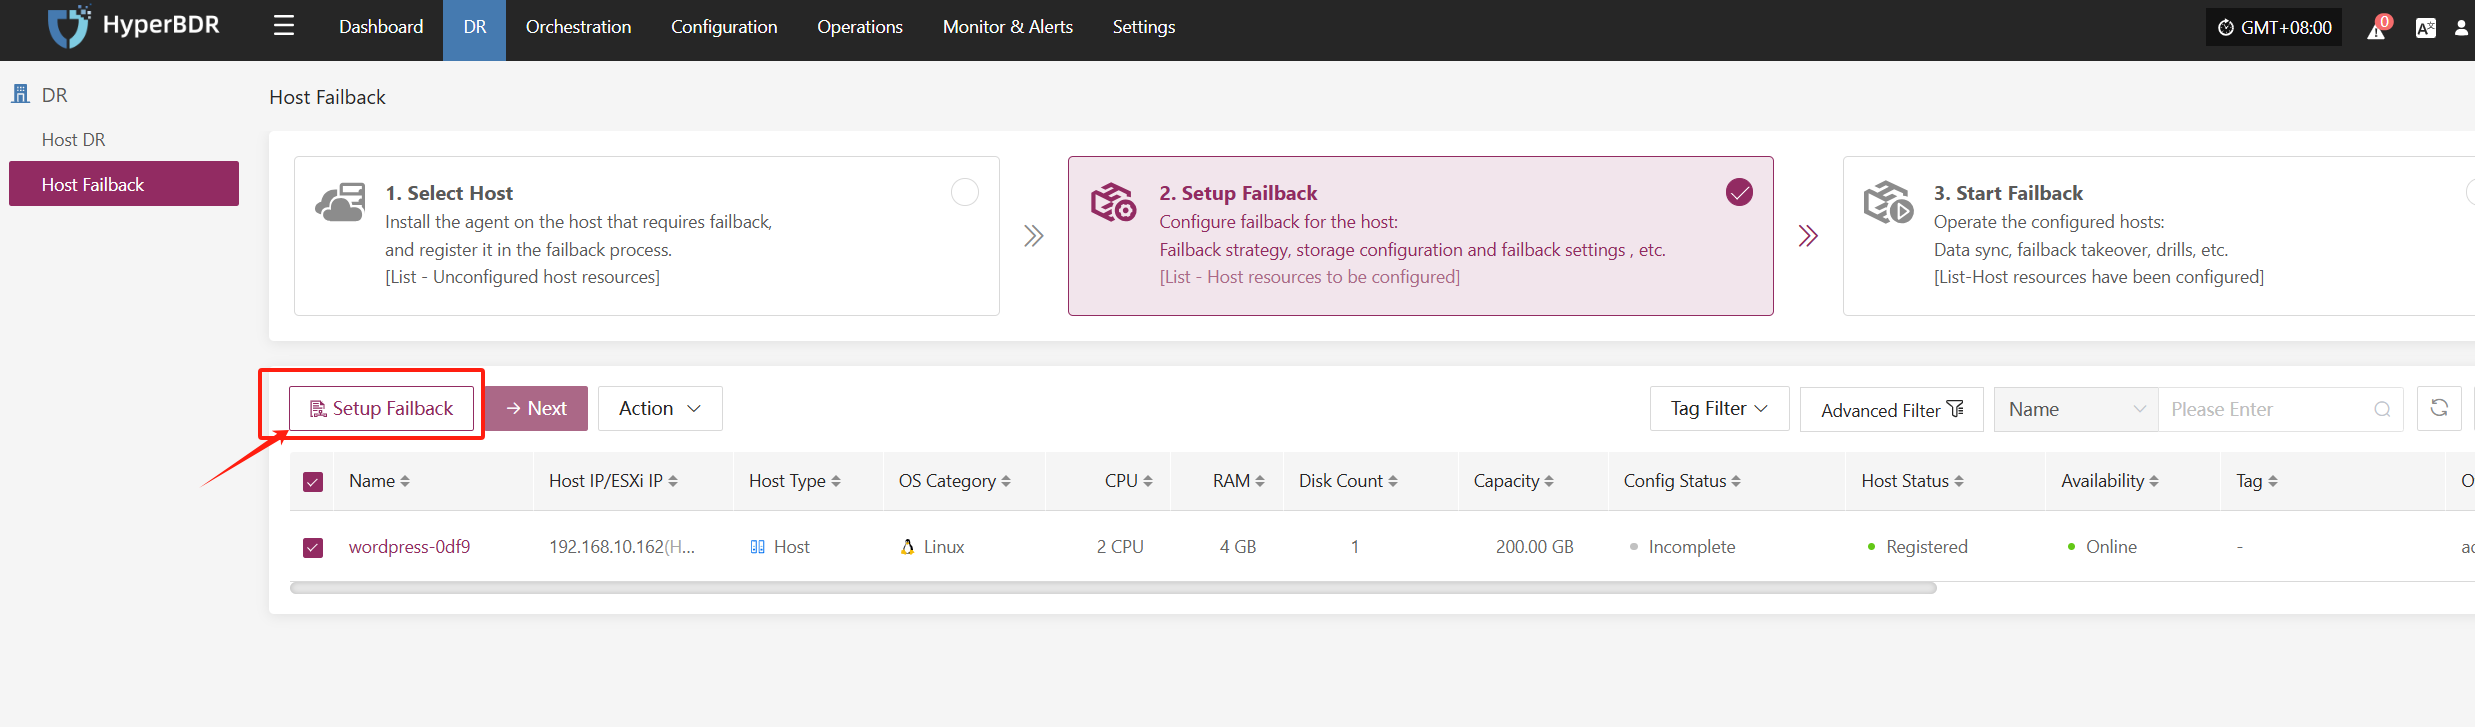 HyperBDR
Dashboard
DR
Orchestration
Configuration
Operations
Monitor & Alerts
Settings
GMT+08:00
0
DR
Host DR
Host Failback
Host Failback
1. Select Host
Install the agent on the host that requires failback,
and register it in the failback process.
[List - Unconfigured host resources]
2. Setup Failback
Configure failback for the host:
Failback strategy, storage configuration and failback settings , etc.
[List - Host resources to be configured]
3. Start Failback
Operate the configured hosts:
Data sync, failback takeover, drills, etc.
[List-Host resources have been configured]
Setup Failback
Next
Action
Tag Filter
Advanced Filter
Name
Please Enter
Name Host IP/ESXi IP Host Type OS Category CPU RAM Disk Count Capacity Config Status Host Status Availability Tag O
wordpress-0df9 192.168.10.162(H... Host Linux 2 CPU 4 GB 1 200.00 GB Incomplete Registered Online -